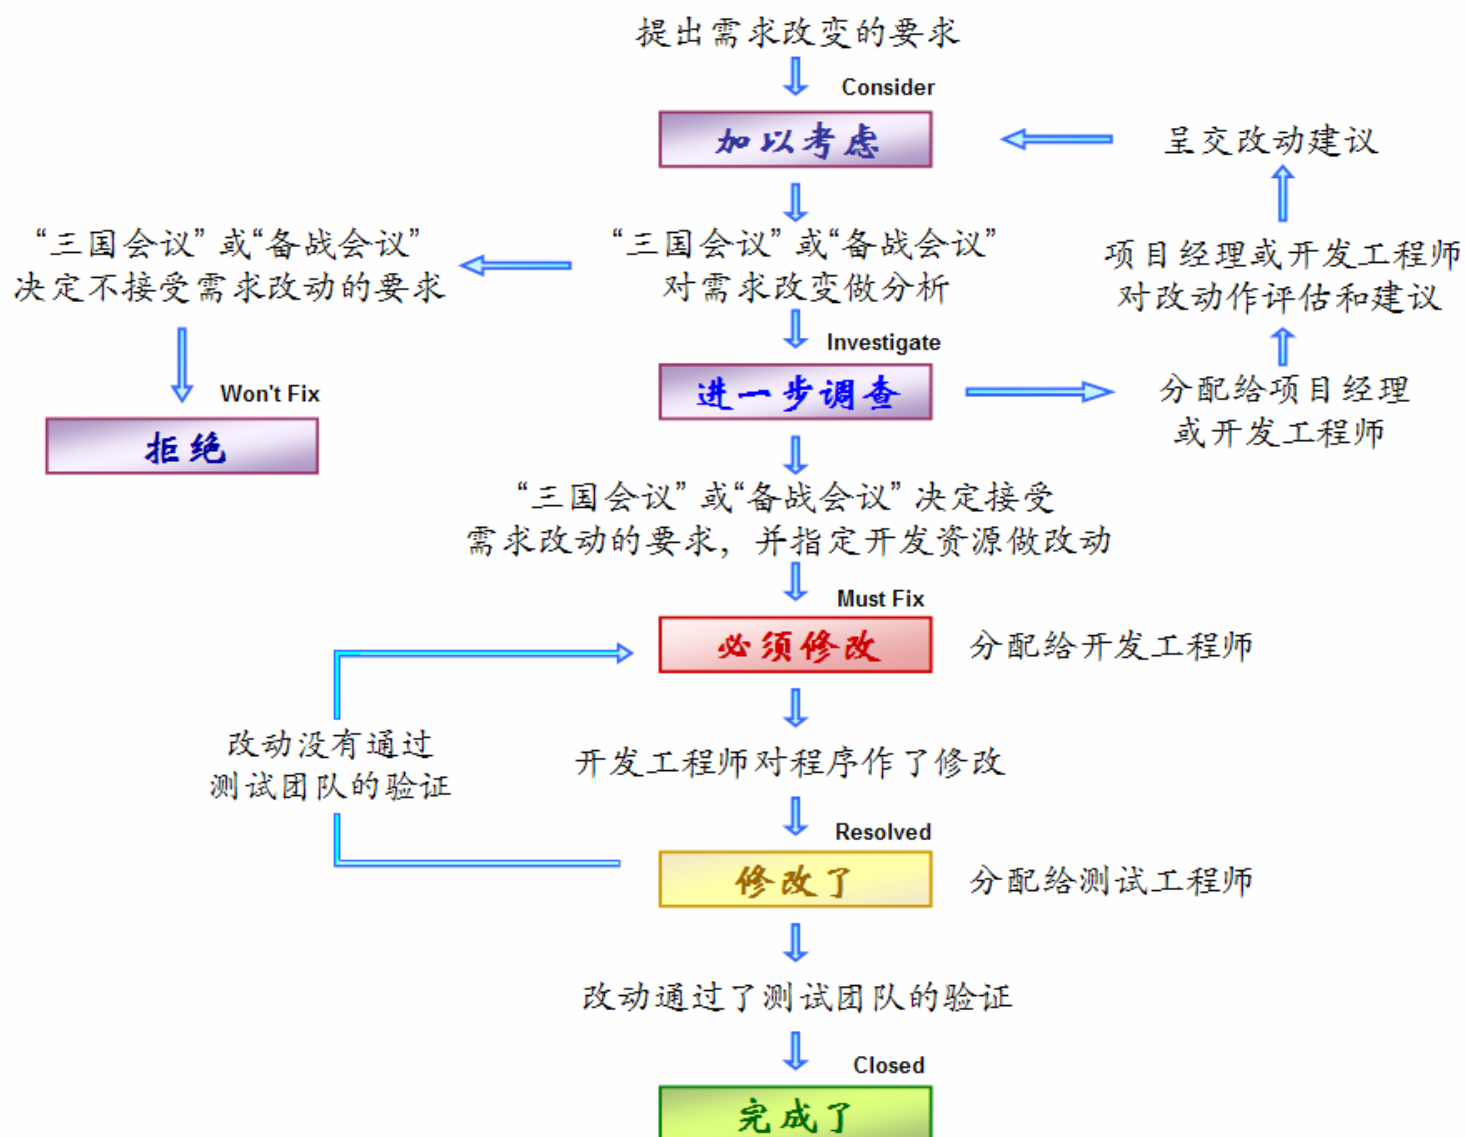 提出需求改变的要求
Consider
加以考虑
呈交改动建议
“三国会议” 或“备战会议”
决定不接受需求改动的要求
“三国会议” 或“备战会议”
对需求改变做分析
项目经理或开发工程师
对改动作评估和建议
Investigate
Won't Fix
拒绝
进一步调查
分配给项目经理
或开发工程师
“三国会议” 或“备战会议” 决定接受
需求改动的要求，并指定开发资源做改动
Must Fix
必须修改
分配给开发工程师
改动没有通过
测试团队的验证
开发工程师对程序作了修改
Resolved
修改了
分配给测试工程师
改动通过了测试团队的验证
Closed
完成了